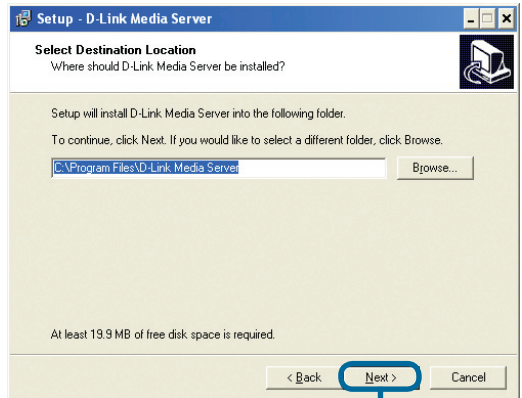 Setup - D-Link Media Server
Select Destination Location
Where should D-Link Media Server be installed?
Setup will install D-Link Media Server into the following folder.
To continue, click Next. If you would like to select a different folder, click Browse.
C:\Program Files\D-Link Media Server
Browse...
At least 19.9 MB of free disk space is required.
< Back
Next >
Cancel